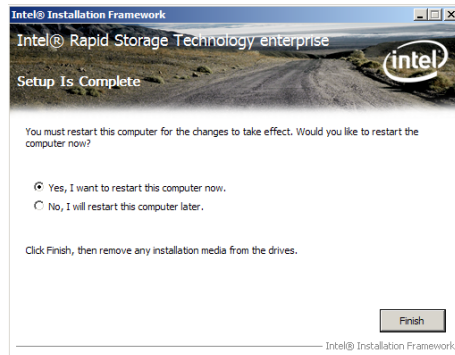 Intel® Installation Framework
Intel® Rapid Storage Technology enterprise
intel
Setup Is Complete
You must restart this computer for the changes to take effect. Would you like to restart the
computer now?
Yes, I want to restart this computer now.
No, I will restart this computer later.
Click Finish, then remove any installation media from the drives.
Finish
Intel® Installation Framework